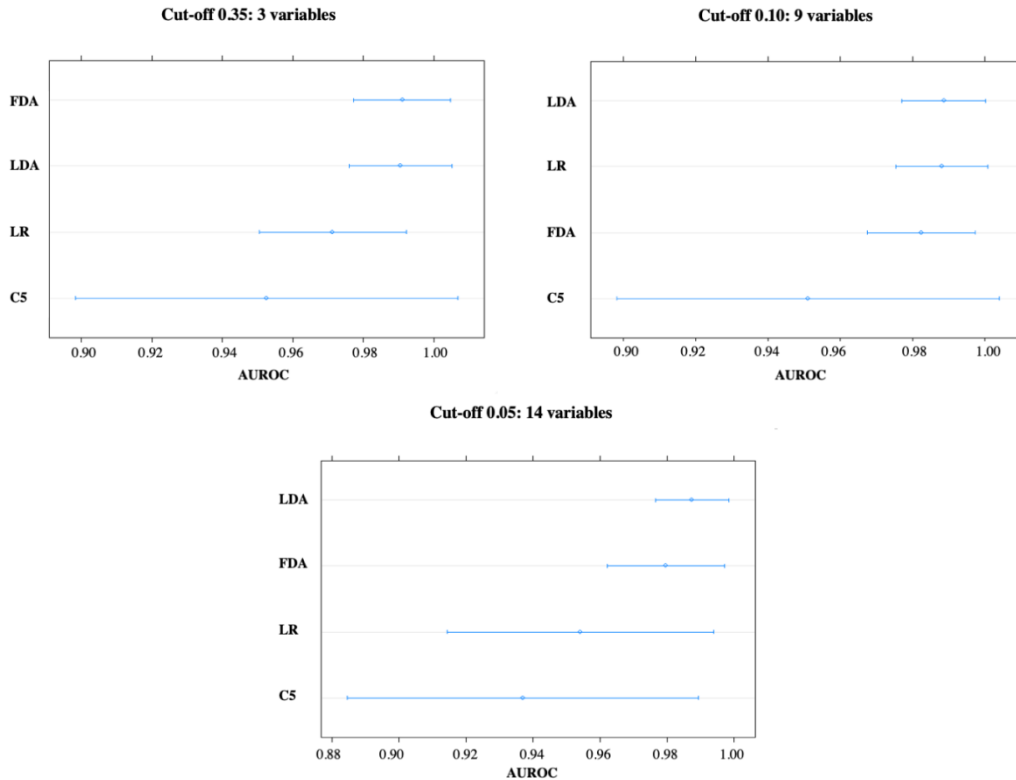 Cut-off 0.35: 3 variables
FDA
LDA
LR
C5
0.90 0.92 0.94 0.96 0.98 1.00
AUROC
Cut-off 0.10: 9 variables
LDA
LR
FDA
C5
0.90 0.92 0.94 0.96 0.98 1.00
AUROC
Cut-off 0.05: 14 variables
LDA
FDA
LR
C5
0.88 0.90 0.92 0.94 0.96 0.98 1.00
AUROC